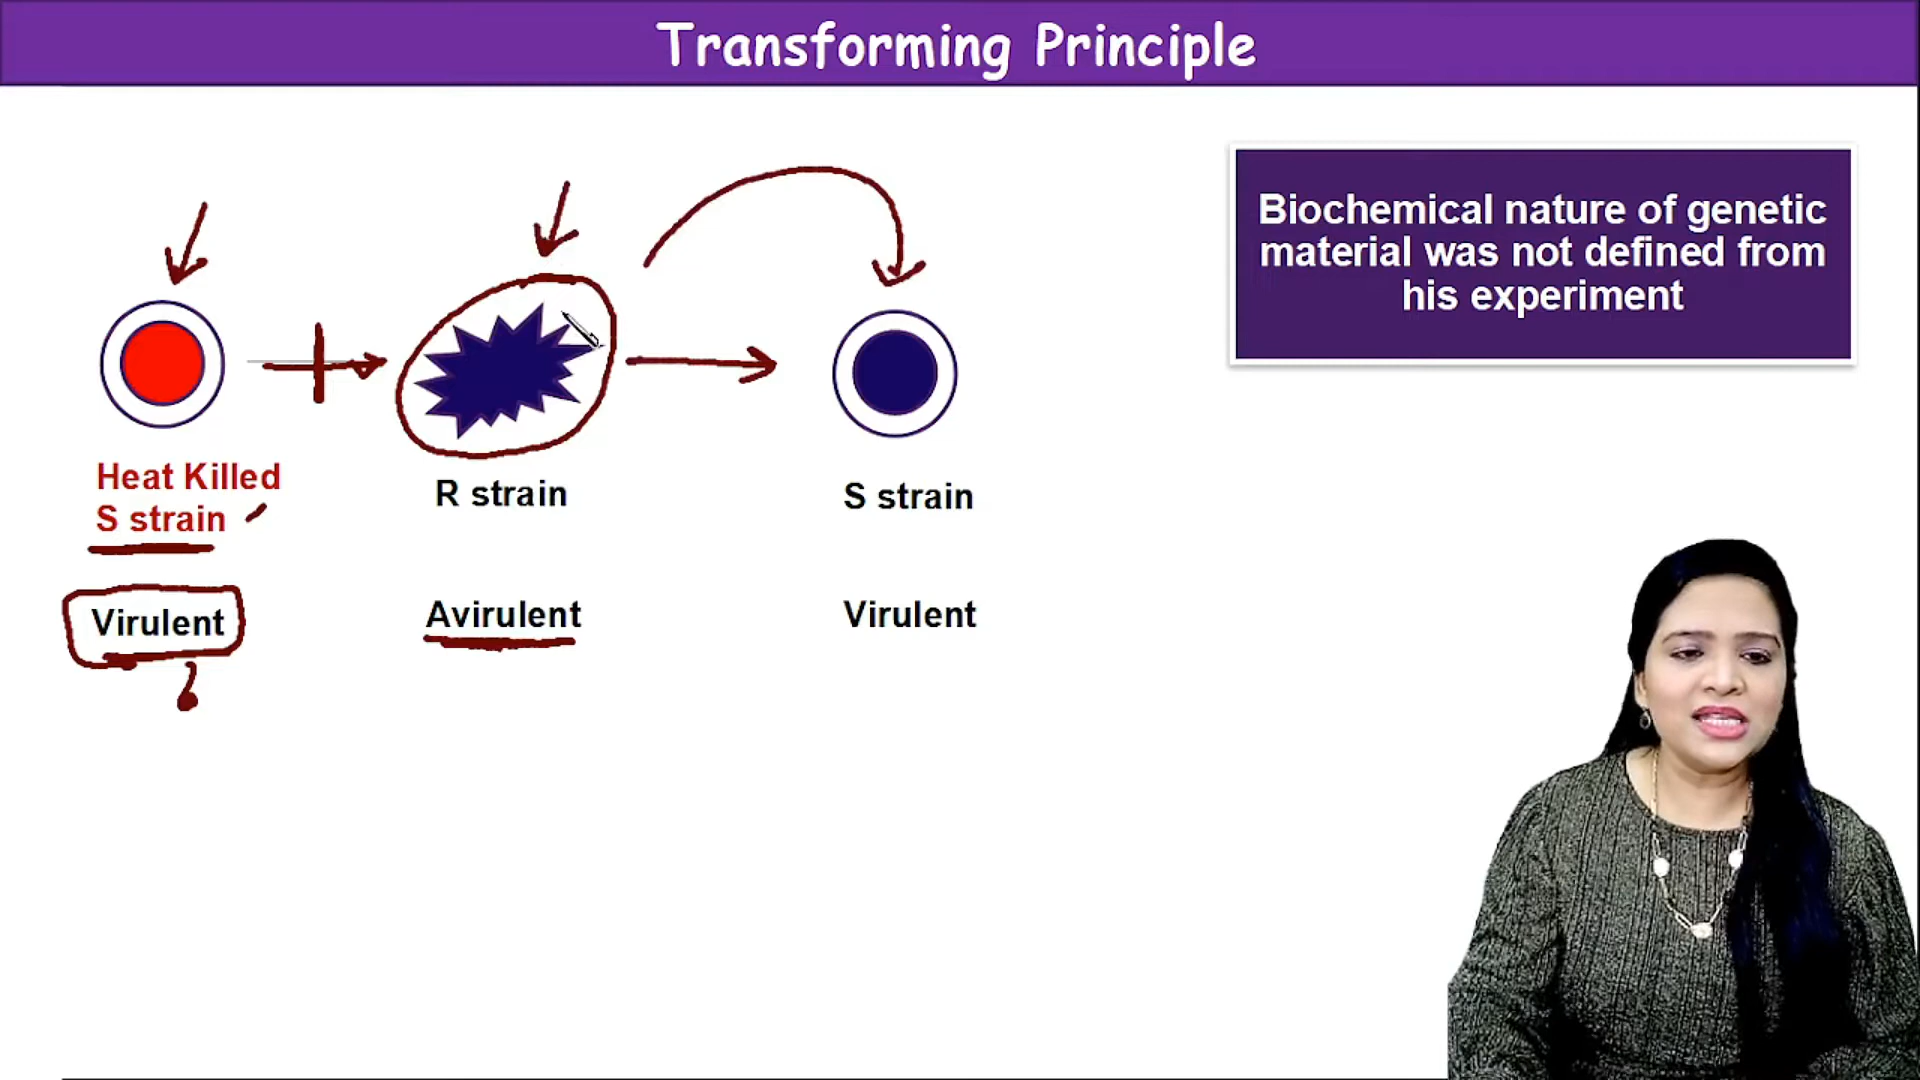 Transforming Principle
Biochemical nature of genetic
material was not defined from
his experiment
Heat Killed
S strain
R strain
S strain
Virulent
Avirulent
Virulent